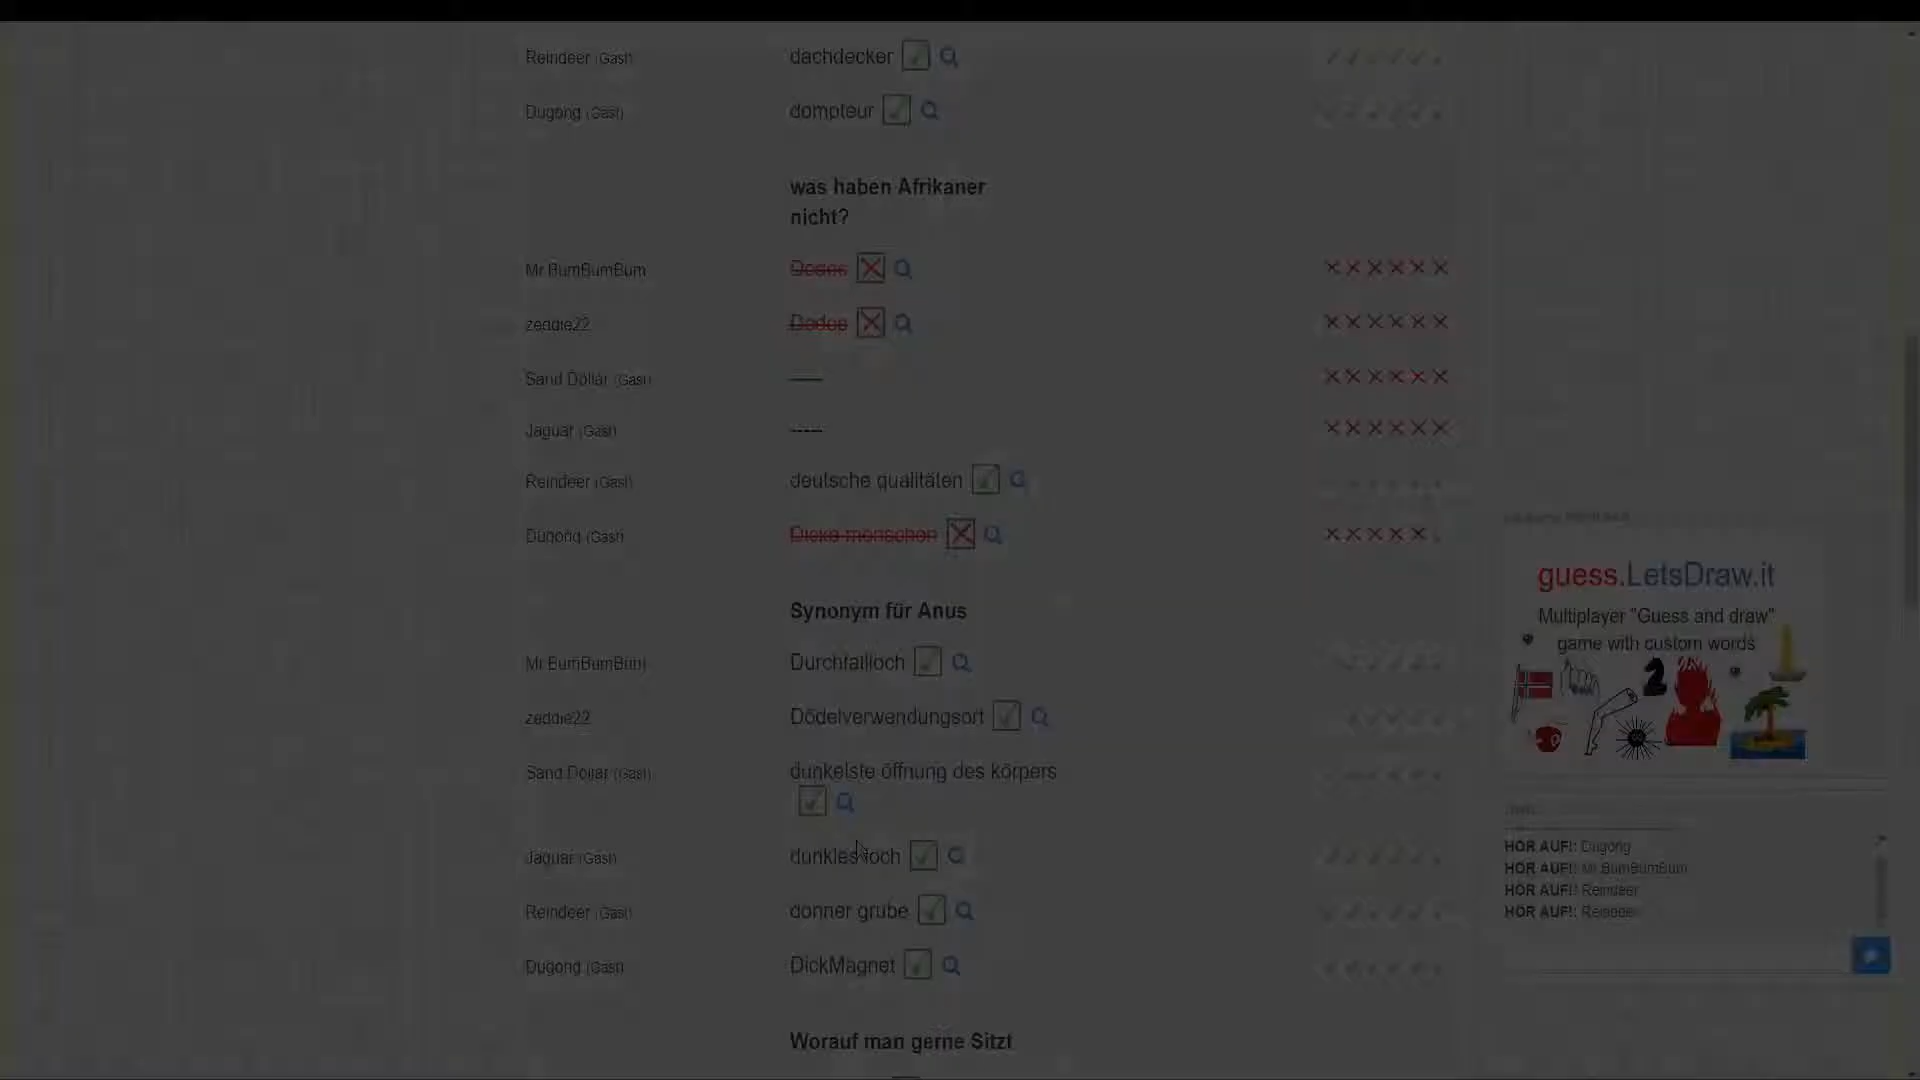 Reindeer (Gast)
dachdecker
Dugong (Gast)
dompteur
was haben Afrikaner
nicht?
Mr.BumBumBum
zeddie22
Sand Dollar (Gast)
-----
Jaguar (Gast)
-----
Reindeer (Gast)
deutsche qualitäten
Dugong (Gast)
Dicke menschen
Synonym für Anus
Mr.BumBumBum
Durchfallloch
zeddie22
Dödelverwendungsort
Sand Dollar (Gast)
dunkelste öffnung des körpers
Jaguar (Gast)
dunkles loch
Reindeer (Gast)
donner grube
Dugong (Gast)
DickMagnet
Worauf man gerne Sitzt
guess.LetsDraw.it
Multiplayer "Guess and draw"
game with custom words
HÖR AUF!: Dugong
HÖR AUF!: Mr.BumBumBum
HÖR AUF!: Reindeer
HÖR AUF!: Reindeer